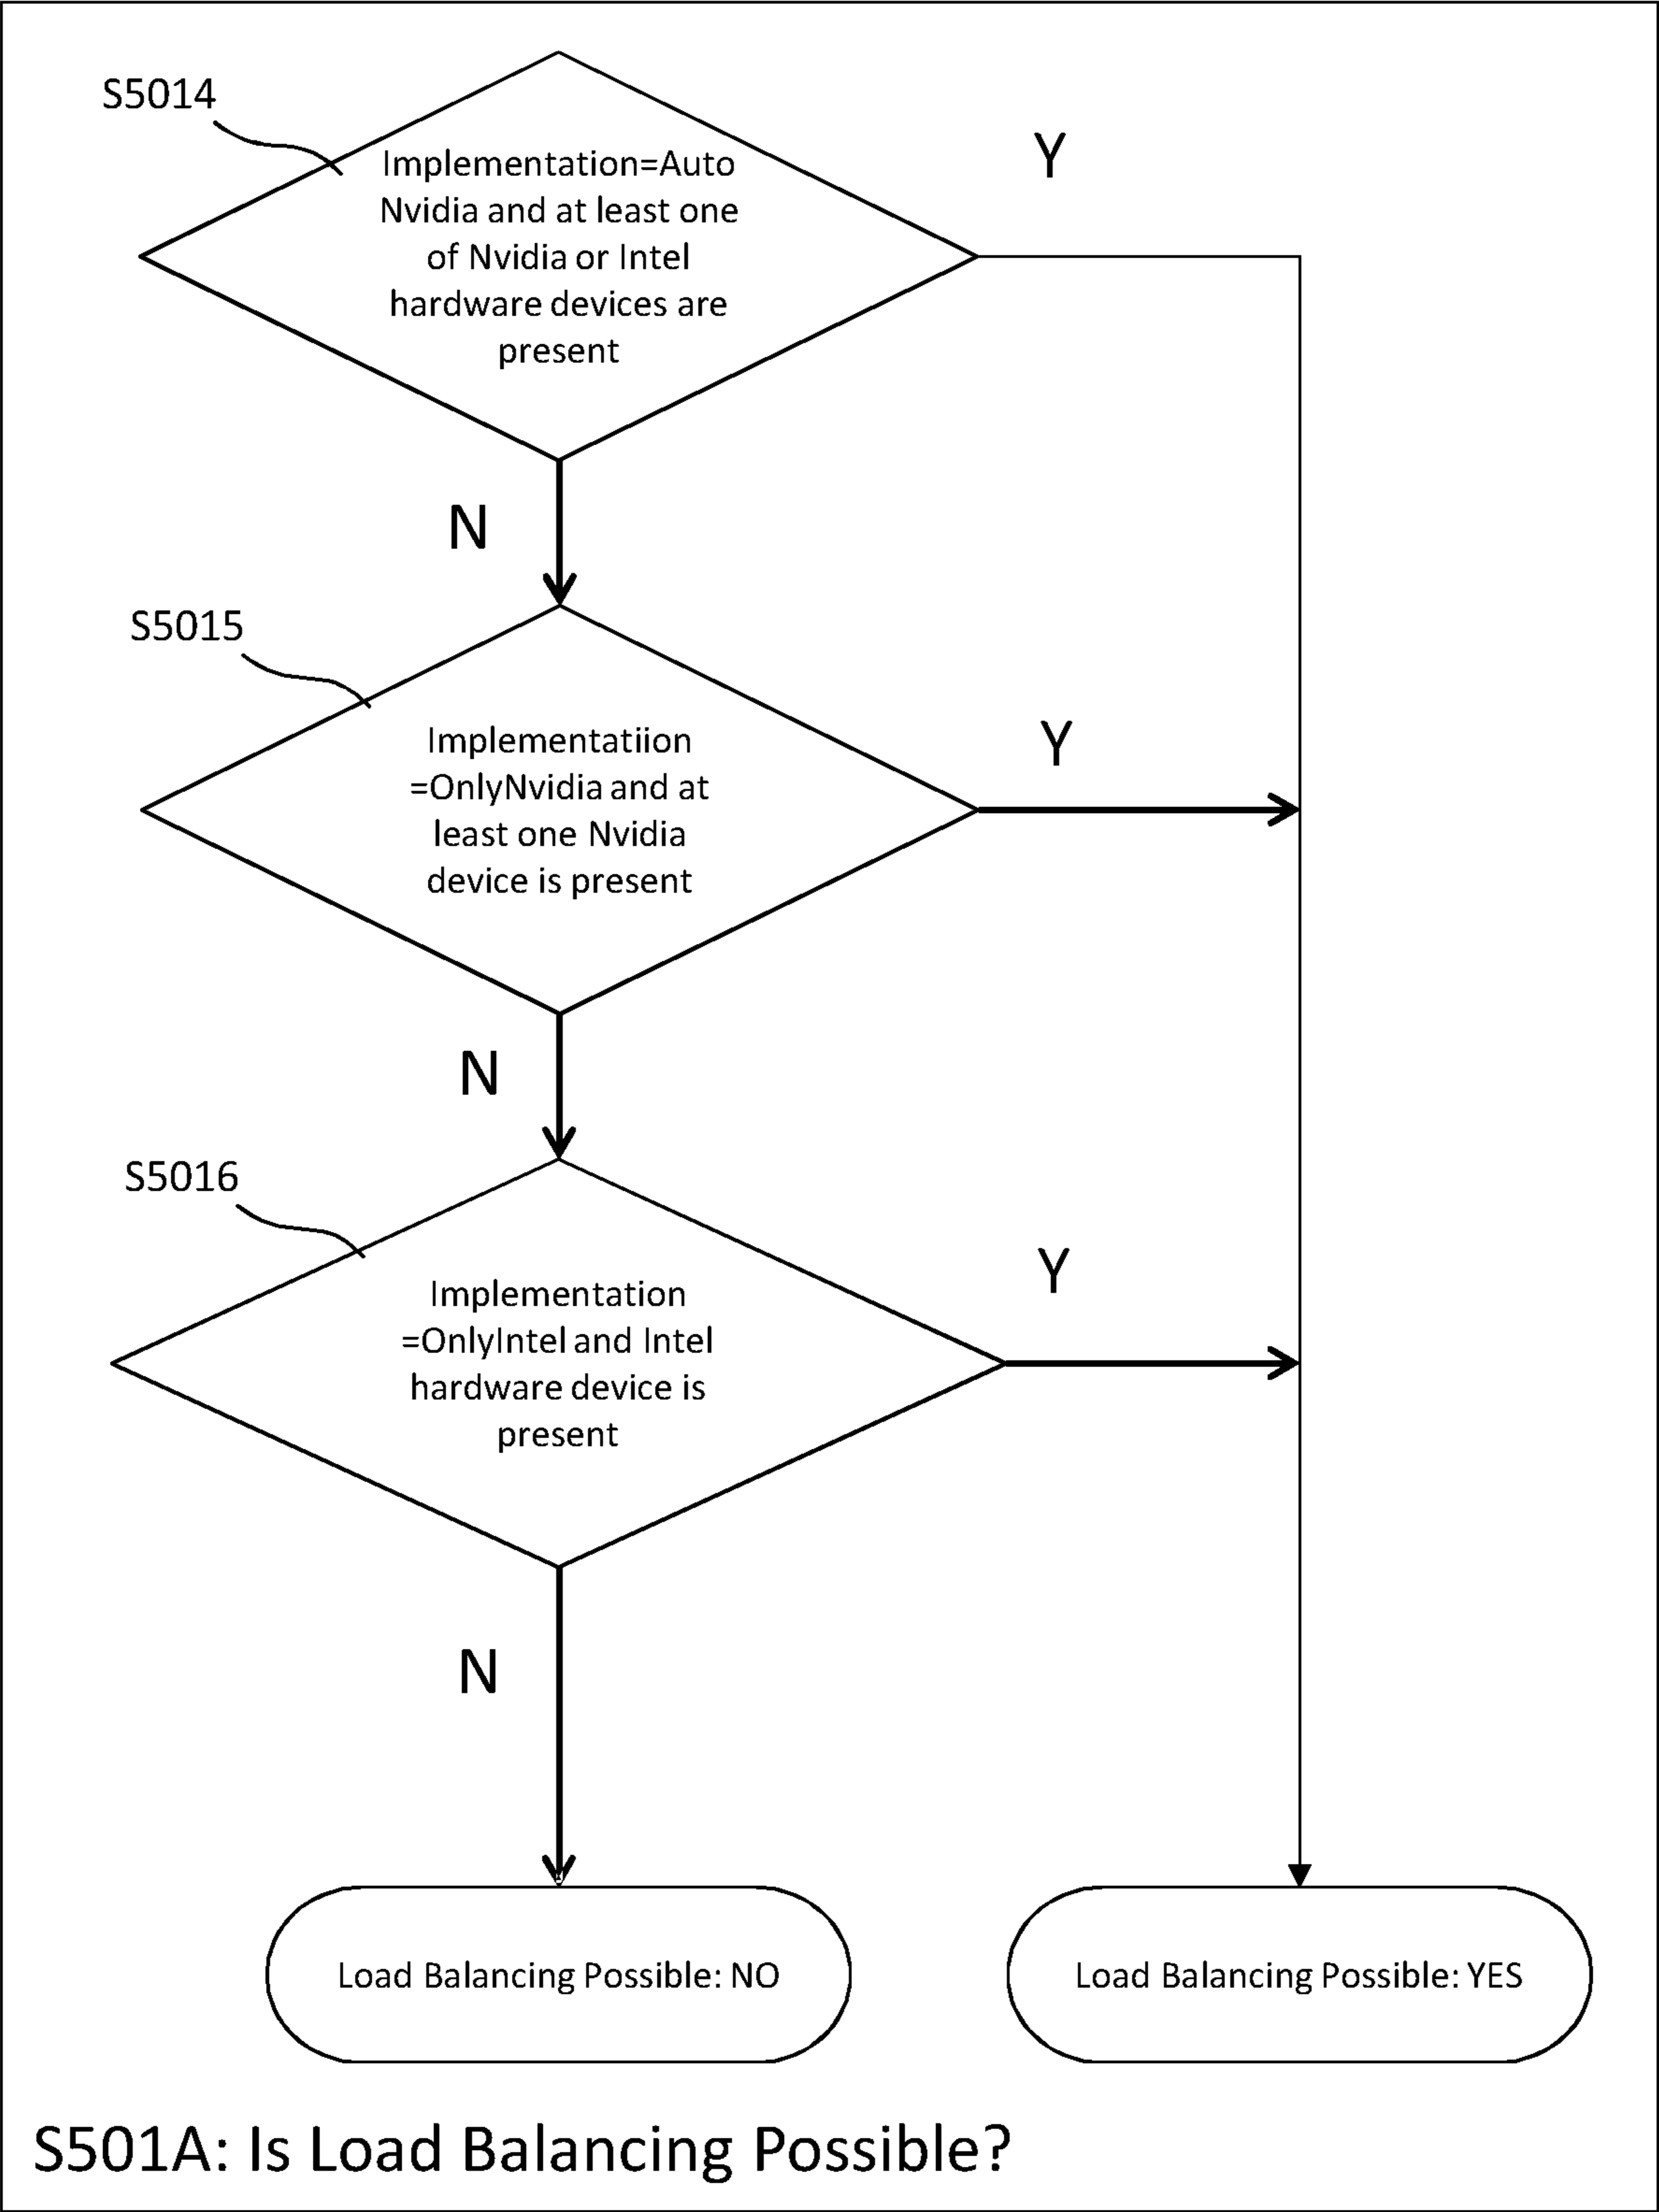 S5014
Implementation=Auto
Nvidia and at least one
of Nvidia or Intel
hardware devices are
present
Y
N
S5015
Implementatiion
=OnlyNvidia and at
least one Nvidia
device is present
Y
N
S5016
Implementation
=OnlyIntel and Intel
hardware device is
present
Y
N
Load Balancing Possible: NO
Load Balancing Possible: YES
S501A: Is Load Balancing Possible?